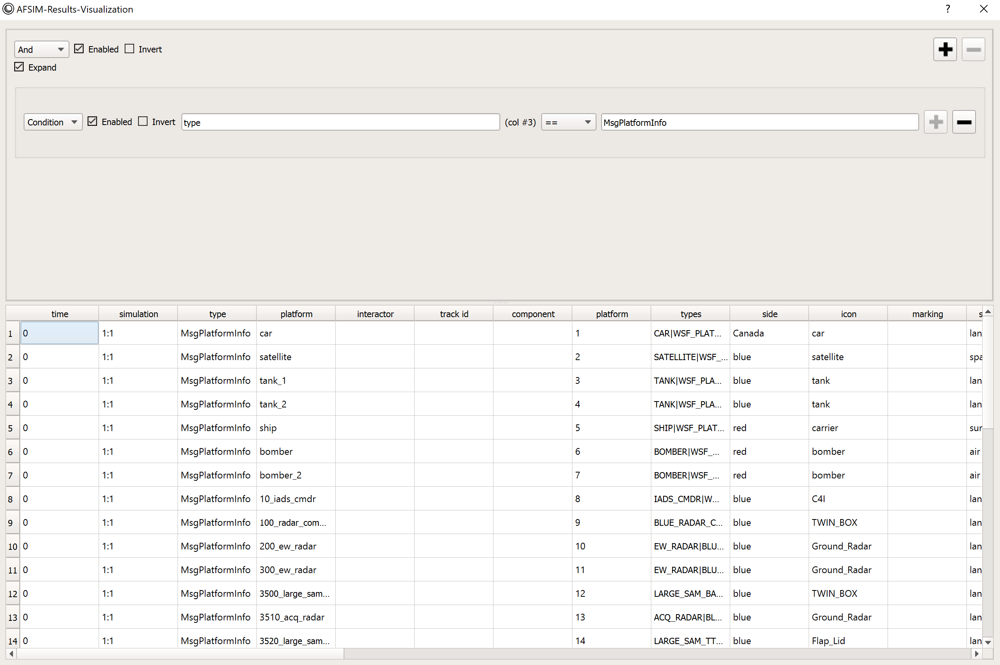 AFSIM-Results-Visualization ?
And Enabled Invert
Expand
Condition Enabled Invert type (col #3) == MsgPlatformInfo
time simulation type platform interactor track id component platform types side icon marking s
1 0 1:1 MsgPlatformInfo car 1 CAR|WSF_PLAT... Canada car lan
2 0 1:1 MsgPlatformInfo satellite 2 SATELLITE|WSF_... blue satellite spa
3 0 1:1 MsgPlatformInfo tank_1 3 TANK|WSF_PLA... blue tank lan
4 0 1:1 MsgPlatformInfo tank_2 4 TANK|WSF_PLA... blue tank lan
5 0 1:1 MsgPlatformInfo ship 5 SHIP|WSF_PLAT... red carrier sur
6 0 1:1 MsgPlatformInfo bomber 6 BOMBER|WSF_... red bomber air
7 0 1:1 MsgPlatformInfo bomber_2 7 BOMBER|WSF_... red bomber air
8 0 1:1 MsgPlatformInfo 10_iads_cmdr 8 IADS_CMDR|W... blue C4I lan
9 0 1:1 MsgPlatformInfo 100_radar_com... 9 BLUE_RADAR_C... blue TWIN_BOX lan
10 0 1:1 MsgPlatformInfo 200_ew_radar 10 EW_RADAR|BLU... blue Ground_Radar lan
11 0 1:1 MsgPlatformInfo 300_ew_radar 11 EW_RADAR|BLU... blue Ground_Radar lan
12 0 1:1 MsgPlatformInfo 3500_large_sam... 12 LARGE_SAM_BA... blue TWIN_BOX lan
13 0 1:1 MsgPlatformInfo 3510_acq_radar 13 ACQ_RADAR|BL... blue Ground_Radar lan
14 0 1:1 MsgPlatformInfo 3520_large_sam... 14 LARGE_SAM_TT... blue Flap_Lid lan